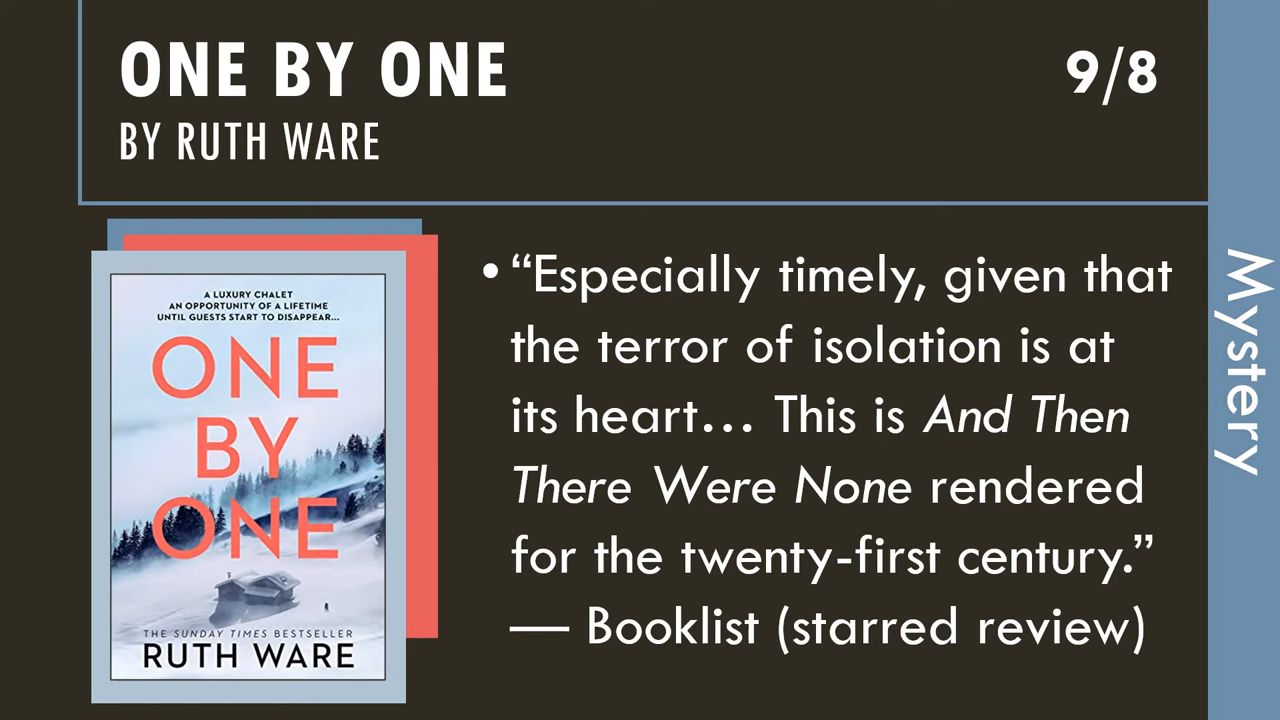 ONE BY ONE
BY RUTH WARE
9/8
A LUXURY CHALET
AN OPPORTUNITY OF A LIFETIME
UNTIL GUESTS START TO DISAPPEAR...
ONE
BY
ONE
THE SUNDAY TIMES BESTSELLER
RUTH WARE
• “Especially timely, given that
the terror of isolation is at
its heart… This is And Then
There Were None rendered
for the twenty-first century.”
— Booklist (starred review)
Mystery